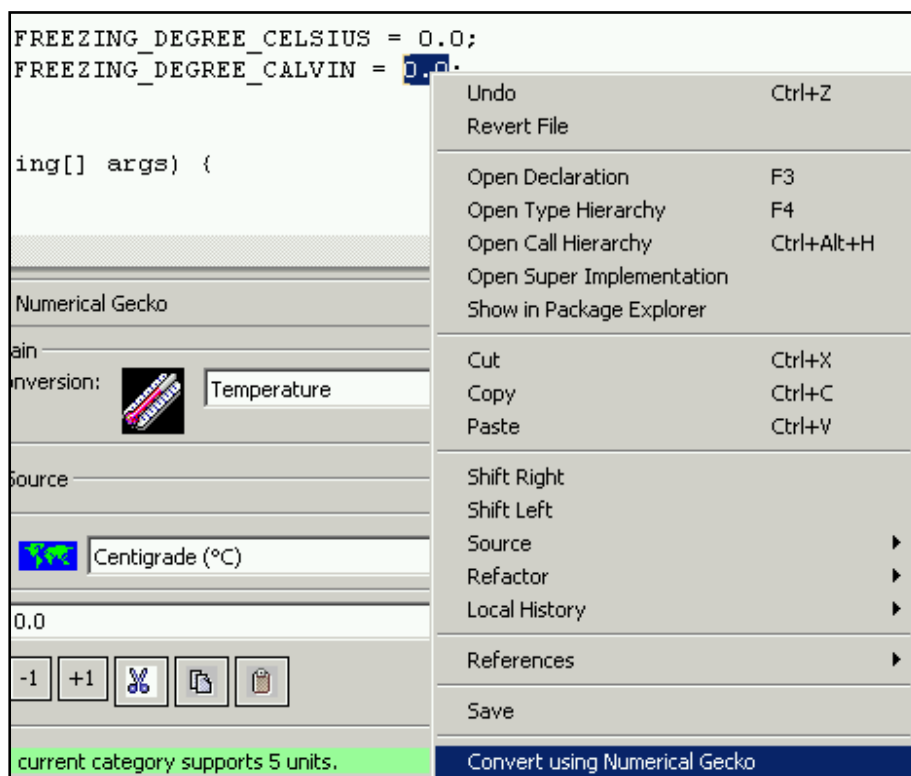 FREEZING_DEGREE_CELSIUS = 0.0;
FREEZING_DEGREE_CALVIN = 0.0;
ing[] args) {
Numerical Gecko
ain
nversion:
Temperature
Source
Centigrade (°C)
0.0
-1 +1
current category supports 5 units.
Undo Ctrl+Z
Revert File
Open Declaration F3
Open Type Hierarchy F4
Open Call Hierarchy Ctrl+Alt+H
Open Super Implementation
Show in Package Explorer
Cut Ctrl+X
Copy Ctrl+C
Paste Ctrl+V
Shift Right
Shift Left
Source
Refactor
Local History
References
Save
Convert using Numerical Gecko